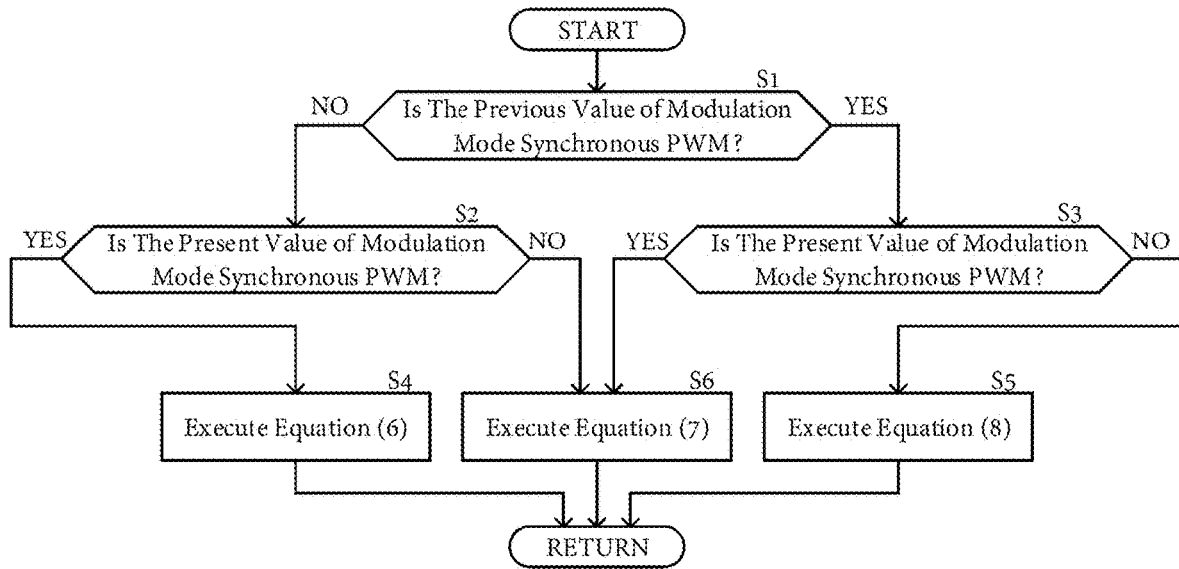 START
S1
NO
Is The Previous Value of Modulation
Mode Synchronous PWM?
YES
S2
YES
Is The Present Value of Modulation
Mode Synchronous PWM?
NO
S3
YES
Is The Present Value of Modulation
Mode Synchronous PWM?
NO
S4
Execute Equation (6)
S6
Execute Equation (7)
S5
Execute Equation (8)
RETURN